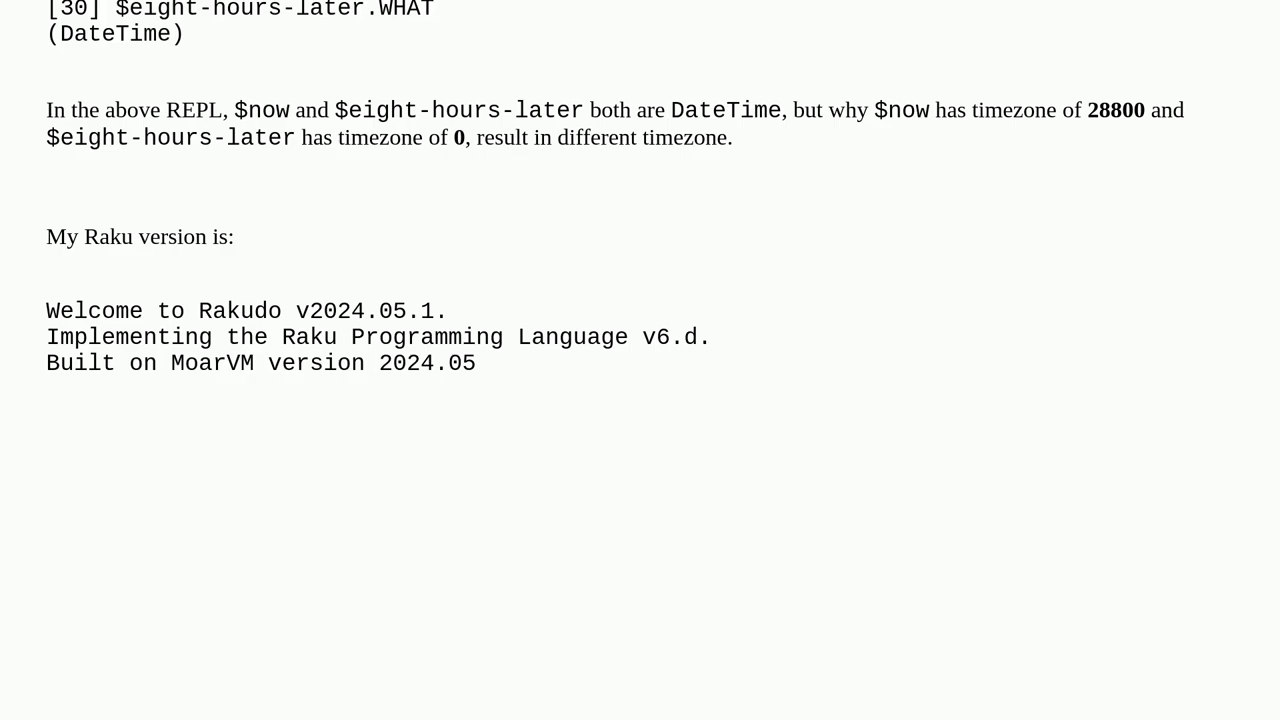 [30] $eight-hours-later.WHAT
(DateTime)
In the above REPL, $now and $eight-hours-later both are DateTime, but why $now has timezone of 28800 and
$eight-hours-later has timezone of 0, result in different timezone.
My Raku version is:
Welcome to Rakudo v2024.05.1.
Implementing the Raku Programming Language v6.d.
Built on MoarVM version 2024.05